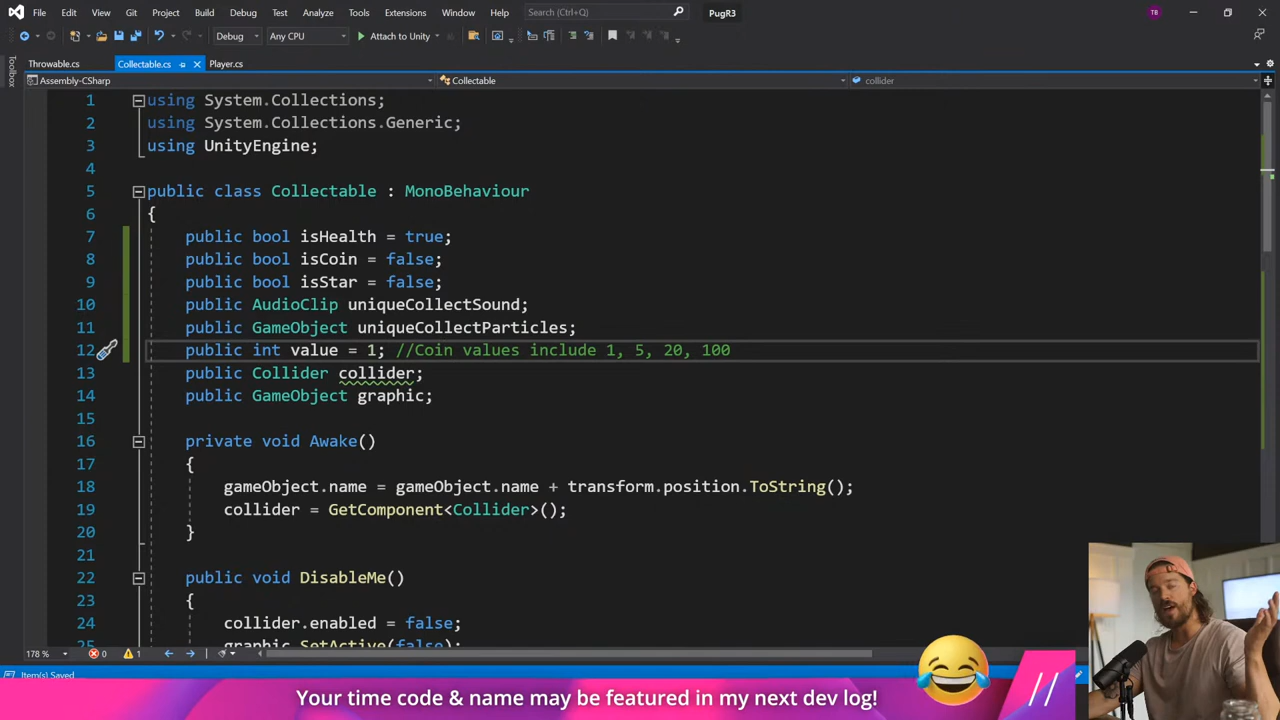 File Edit View Git Project Build Debug Test Analyze Tools Extensions Window Help Search (Ctrl+Q) PugR3 TB
Debug Any CPU Attach to Unity
Toolbox
Throwable.cs Collectable.cs Player.cs
Assembly-CSharp Collectable collider
1 using System.Collections;
2 using System.Collections.Generic;
3 using UnityEngine;
4
5 public class Collectable : MonoBehaviour
6 {
7 public bool isHealth = true;
8 public bool isCoin = false;
9 public bool isStar = false;
10 public AudioClip uniqueCollectSound;
11 public GameObject uniqueCollectParticles;
12 public int value = 1; //Coin values include 1, 5, 20, 100
13 public Collider collider;
14 public GameObject graphic;
15
16 private void Awake()
17 {
18 gameObject.name = gameObject.name + transform.position.ToString();
19 collider = GetComponent<Collider>();
20 }
21
22 public void DisableMe()
23 {
24 collider.enabled = false;
25 graphic.SetActive(false);
178 % 0 1
Item(s) Saved
Your time code & name may be featured in my next dev log! //